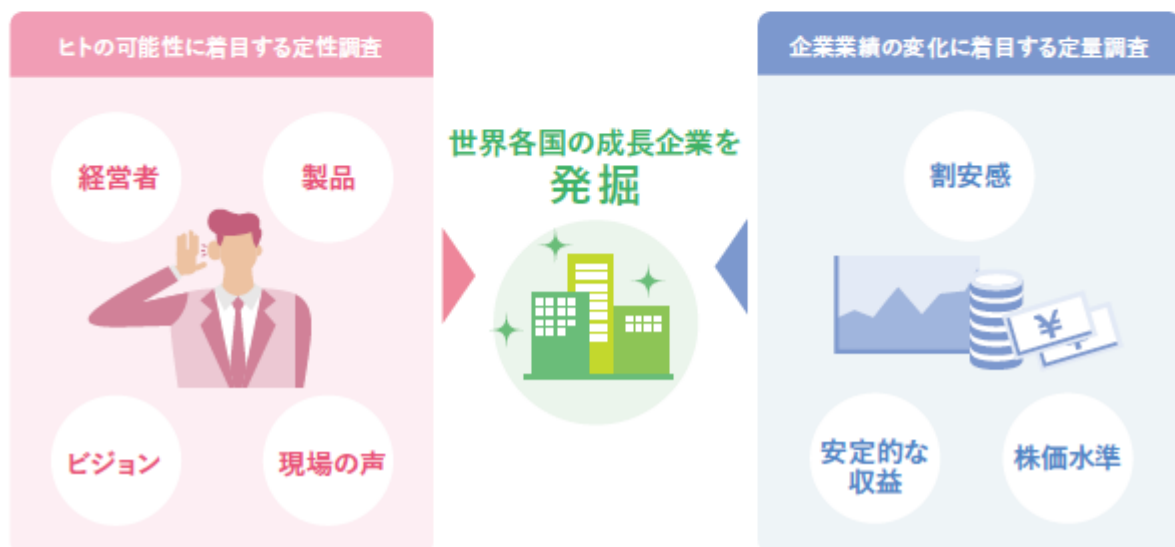 ヒトの可能性に着目する定性調査
経営者
製品
ビジョン
現場の声
世界各国の成長企業を
発掘
企業業績の変化に着目する定量調査
割安感
¥
安定的な
収益
株価水準